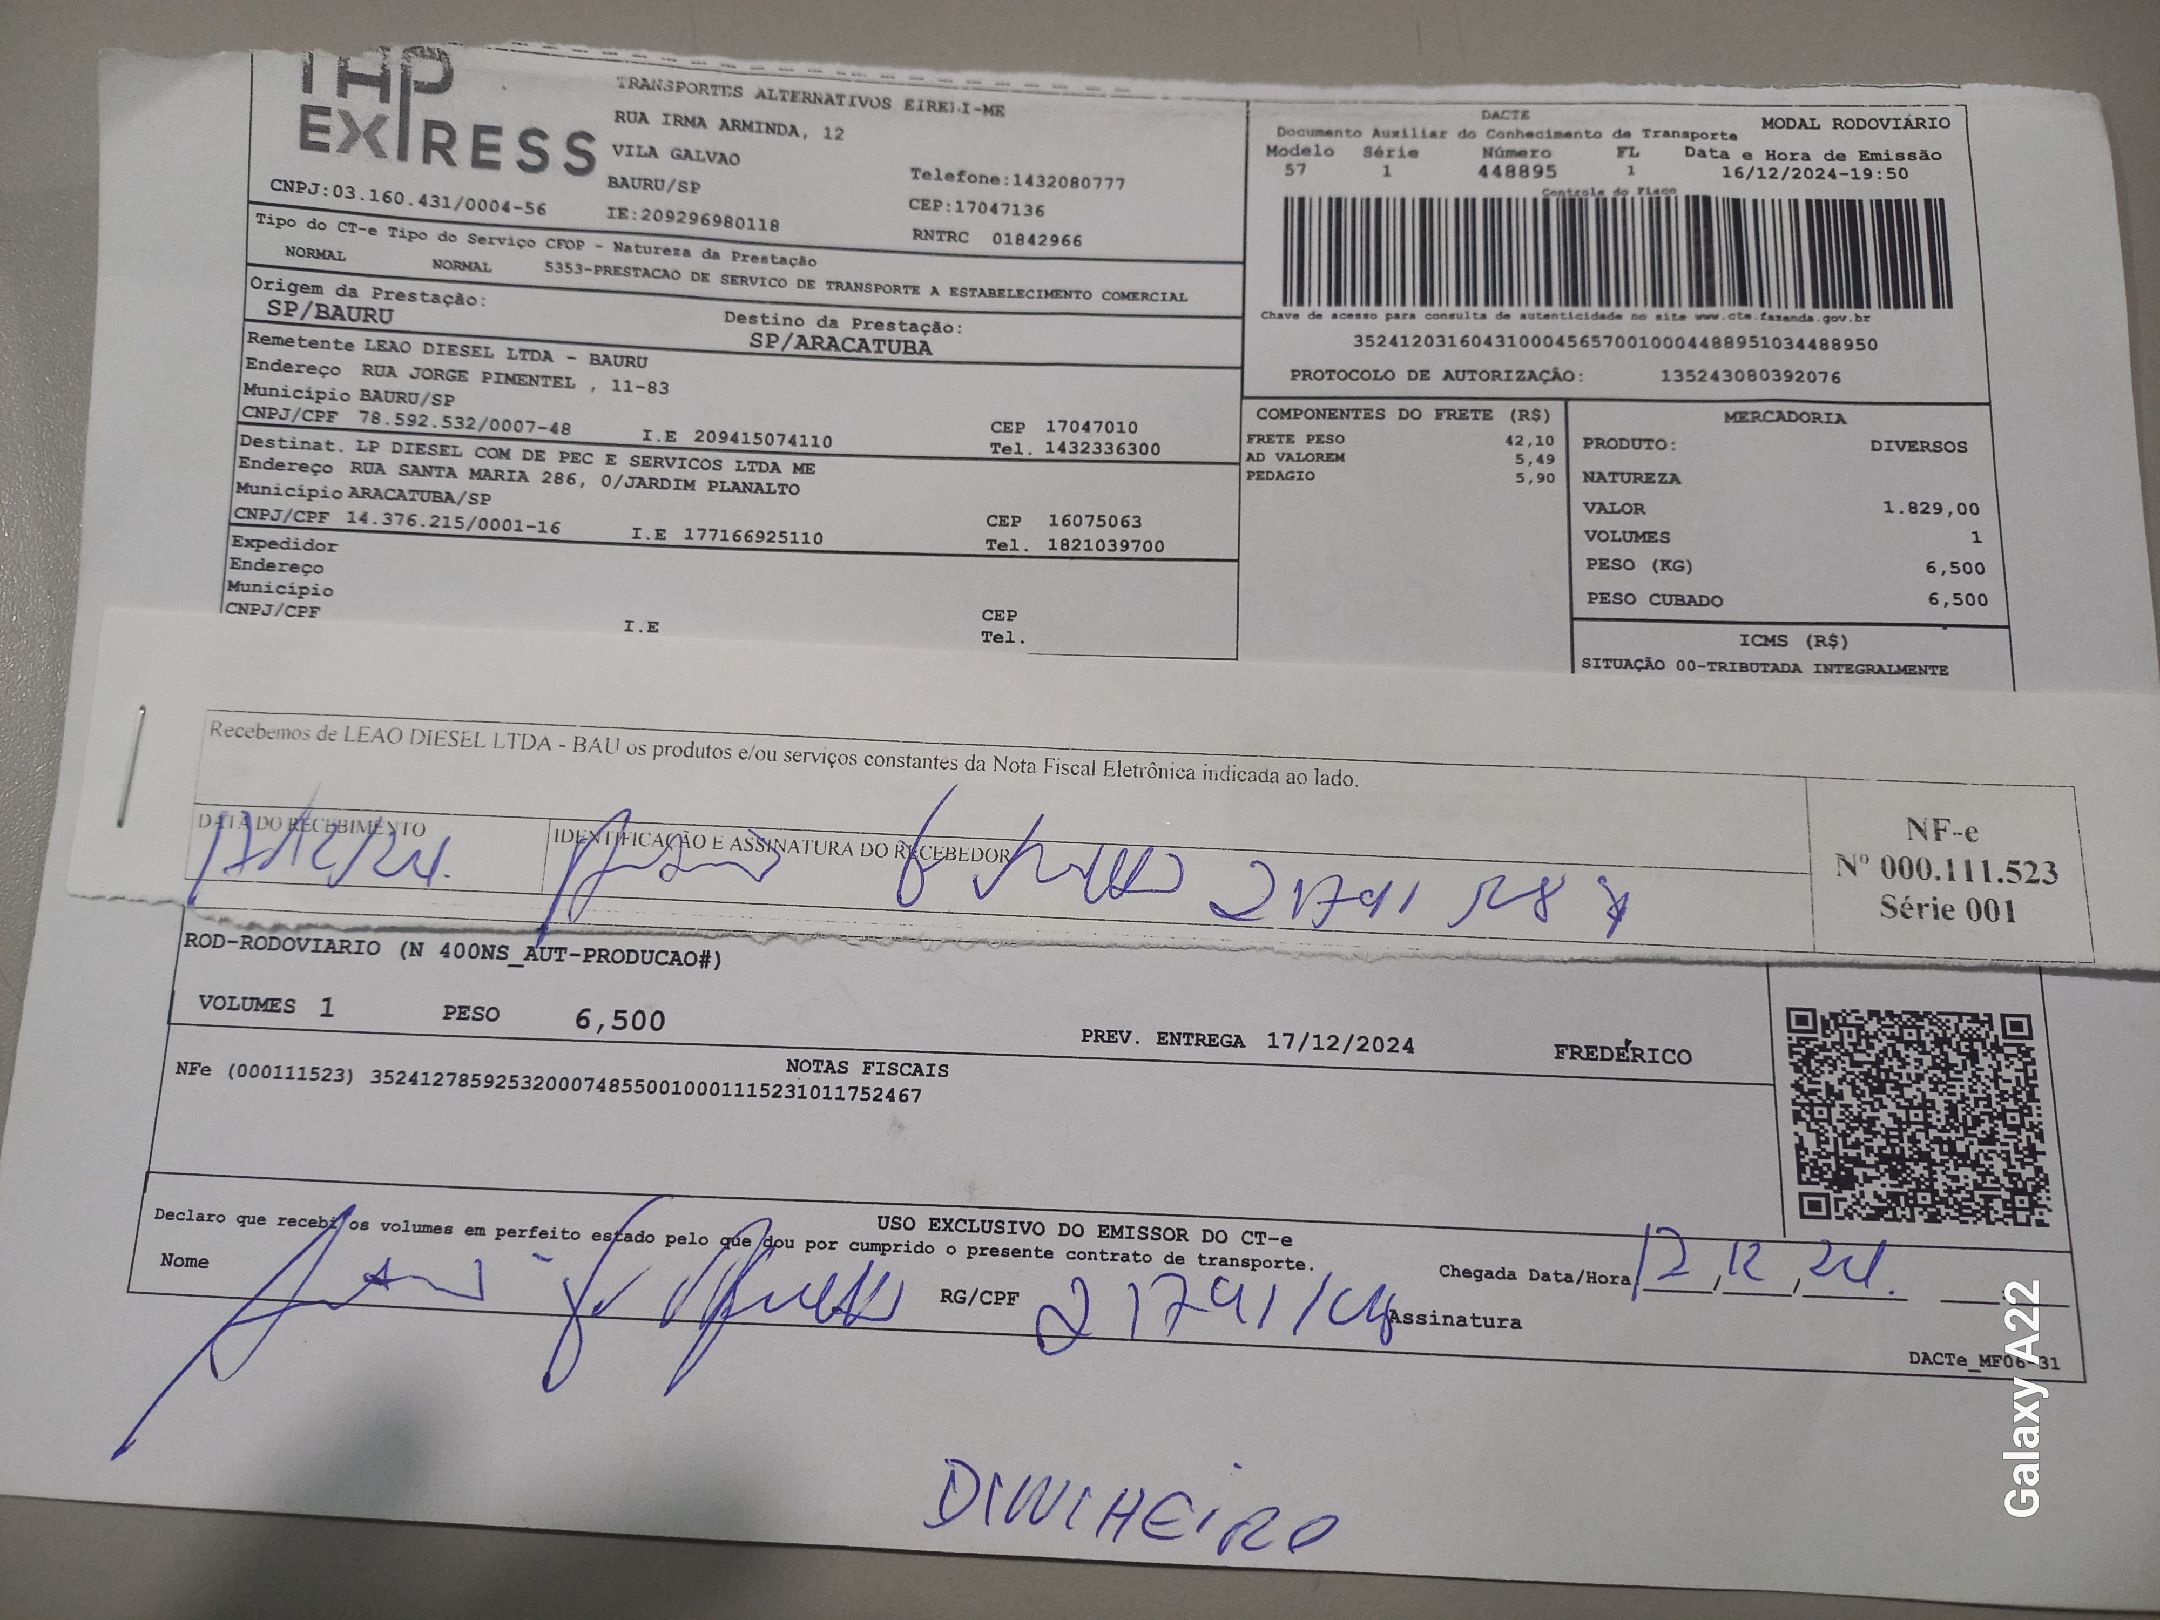 TRANSPORTES ALTERNATIVOS EIRELI-ME
RUA IRMA ARMINDA, 12
VILA GALVAO
BAURU/SP
IE:209296980118
Telefone:1432080777
CEP:17047136
RNTRC 01842966
EXPRESS
CNPJ:03.160.431/0004-56
DACTE
MODAL RODOVIÁRIO
Documento Auxiliar do Conhecimento de Transporte
Modelo Série Número FL Data e Hora de Emissão
57 1 448895 1 16/12/2024-19:50
Controle do Fisco
Chave de acesso para consulta de autenticidade no site www.cte.fazenda.gov.br
35241203160431000456570010004488951034488950
PROTOCOLO DE AUTORIZAÇÃO: 135243080392076
Tipo do CT-e Tipo do Serviço CFOP - Natureza da Prestação
NORMAL NORMAL 5353-PRESTACAO DE SERVICO DE TRANSPORTE A ESTABELECIMENTO COMERCIAL
Origem da Prestação:
SP/BAURU
Destino da Prestação:
SP/ARACATUBA
Remetente LEAO DIESEL LTDA - BAURU
Endereço RUA JORGE PIMENTEL , 11-83
Município BAURU/SP CEP 17047010
CNPJ/CPF 78.592.532/0007-48 I.E 209415074110 Tel. 1432336300
Destinat. LP DIESEL COM DE PEC E SERVICOS LTDA ME
Endereço RUA SANTA MARIA 286, 0/JARDIM PLANALTO
Município ARACATUBA/SP CEP 16075063
CNPJ/CPF 14.376.215/0001-16 I.E 177166925110 Tel. 1821039700
Expedidor
Endereço
Município CEP
CNPJ/CPF I.E Tel.
COMPONENTES DO FRETE (R$)
FRETE PESO 42,10
AD VALOREM 5,49
PEDAGIO 5,90
MERCADORIA
PRODUTO: DIVERSOS
NATUREZA
VALOR 1.829,00
VOLUMES 1
PESO (KG) 6,500
PESO CUBADO 6,500
ICMS (R$)
SITUAÇÃO 00-TRIBUTADA INTEGRALMENTE
Recebemos de LEAO DIESEL LTDA - BAU os produtos e/ou serviços constantes da Nota Fiscal Eletrônica indicada ao lado.
DATA DO RECEBIMENTO
17/12/24.
IDENTIFICAÇÃO E ASSINATURA DO RECEBEDOR
NF-e
Nº 000.111.523
Série 001
ROD-RODOVIARIO (N 400NS_AUT-PRODUCAO#)
VOLUMES 1 PESO 6,500 PREV. ENTREGA 17/12/2024 FREDERICO
NOTAS FISCAIS
NFe (000111523) 35241278592532000748550010001115231011752467
USO EXCLUSIVO DO EMISSOR DO CT-e
Declaro que recebi os volumes em perfeito estado pelo que dou por cumprido o presente contrato de transporte.
Nome RG/CPF Assinatura
Chegada Data/Hora 17,12,24.
DACTe_MF06-31
DINHEIRO
Galaxy A22